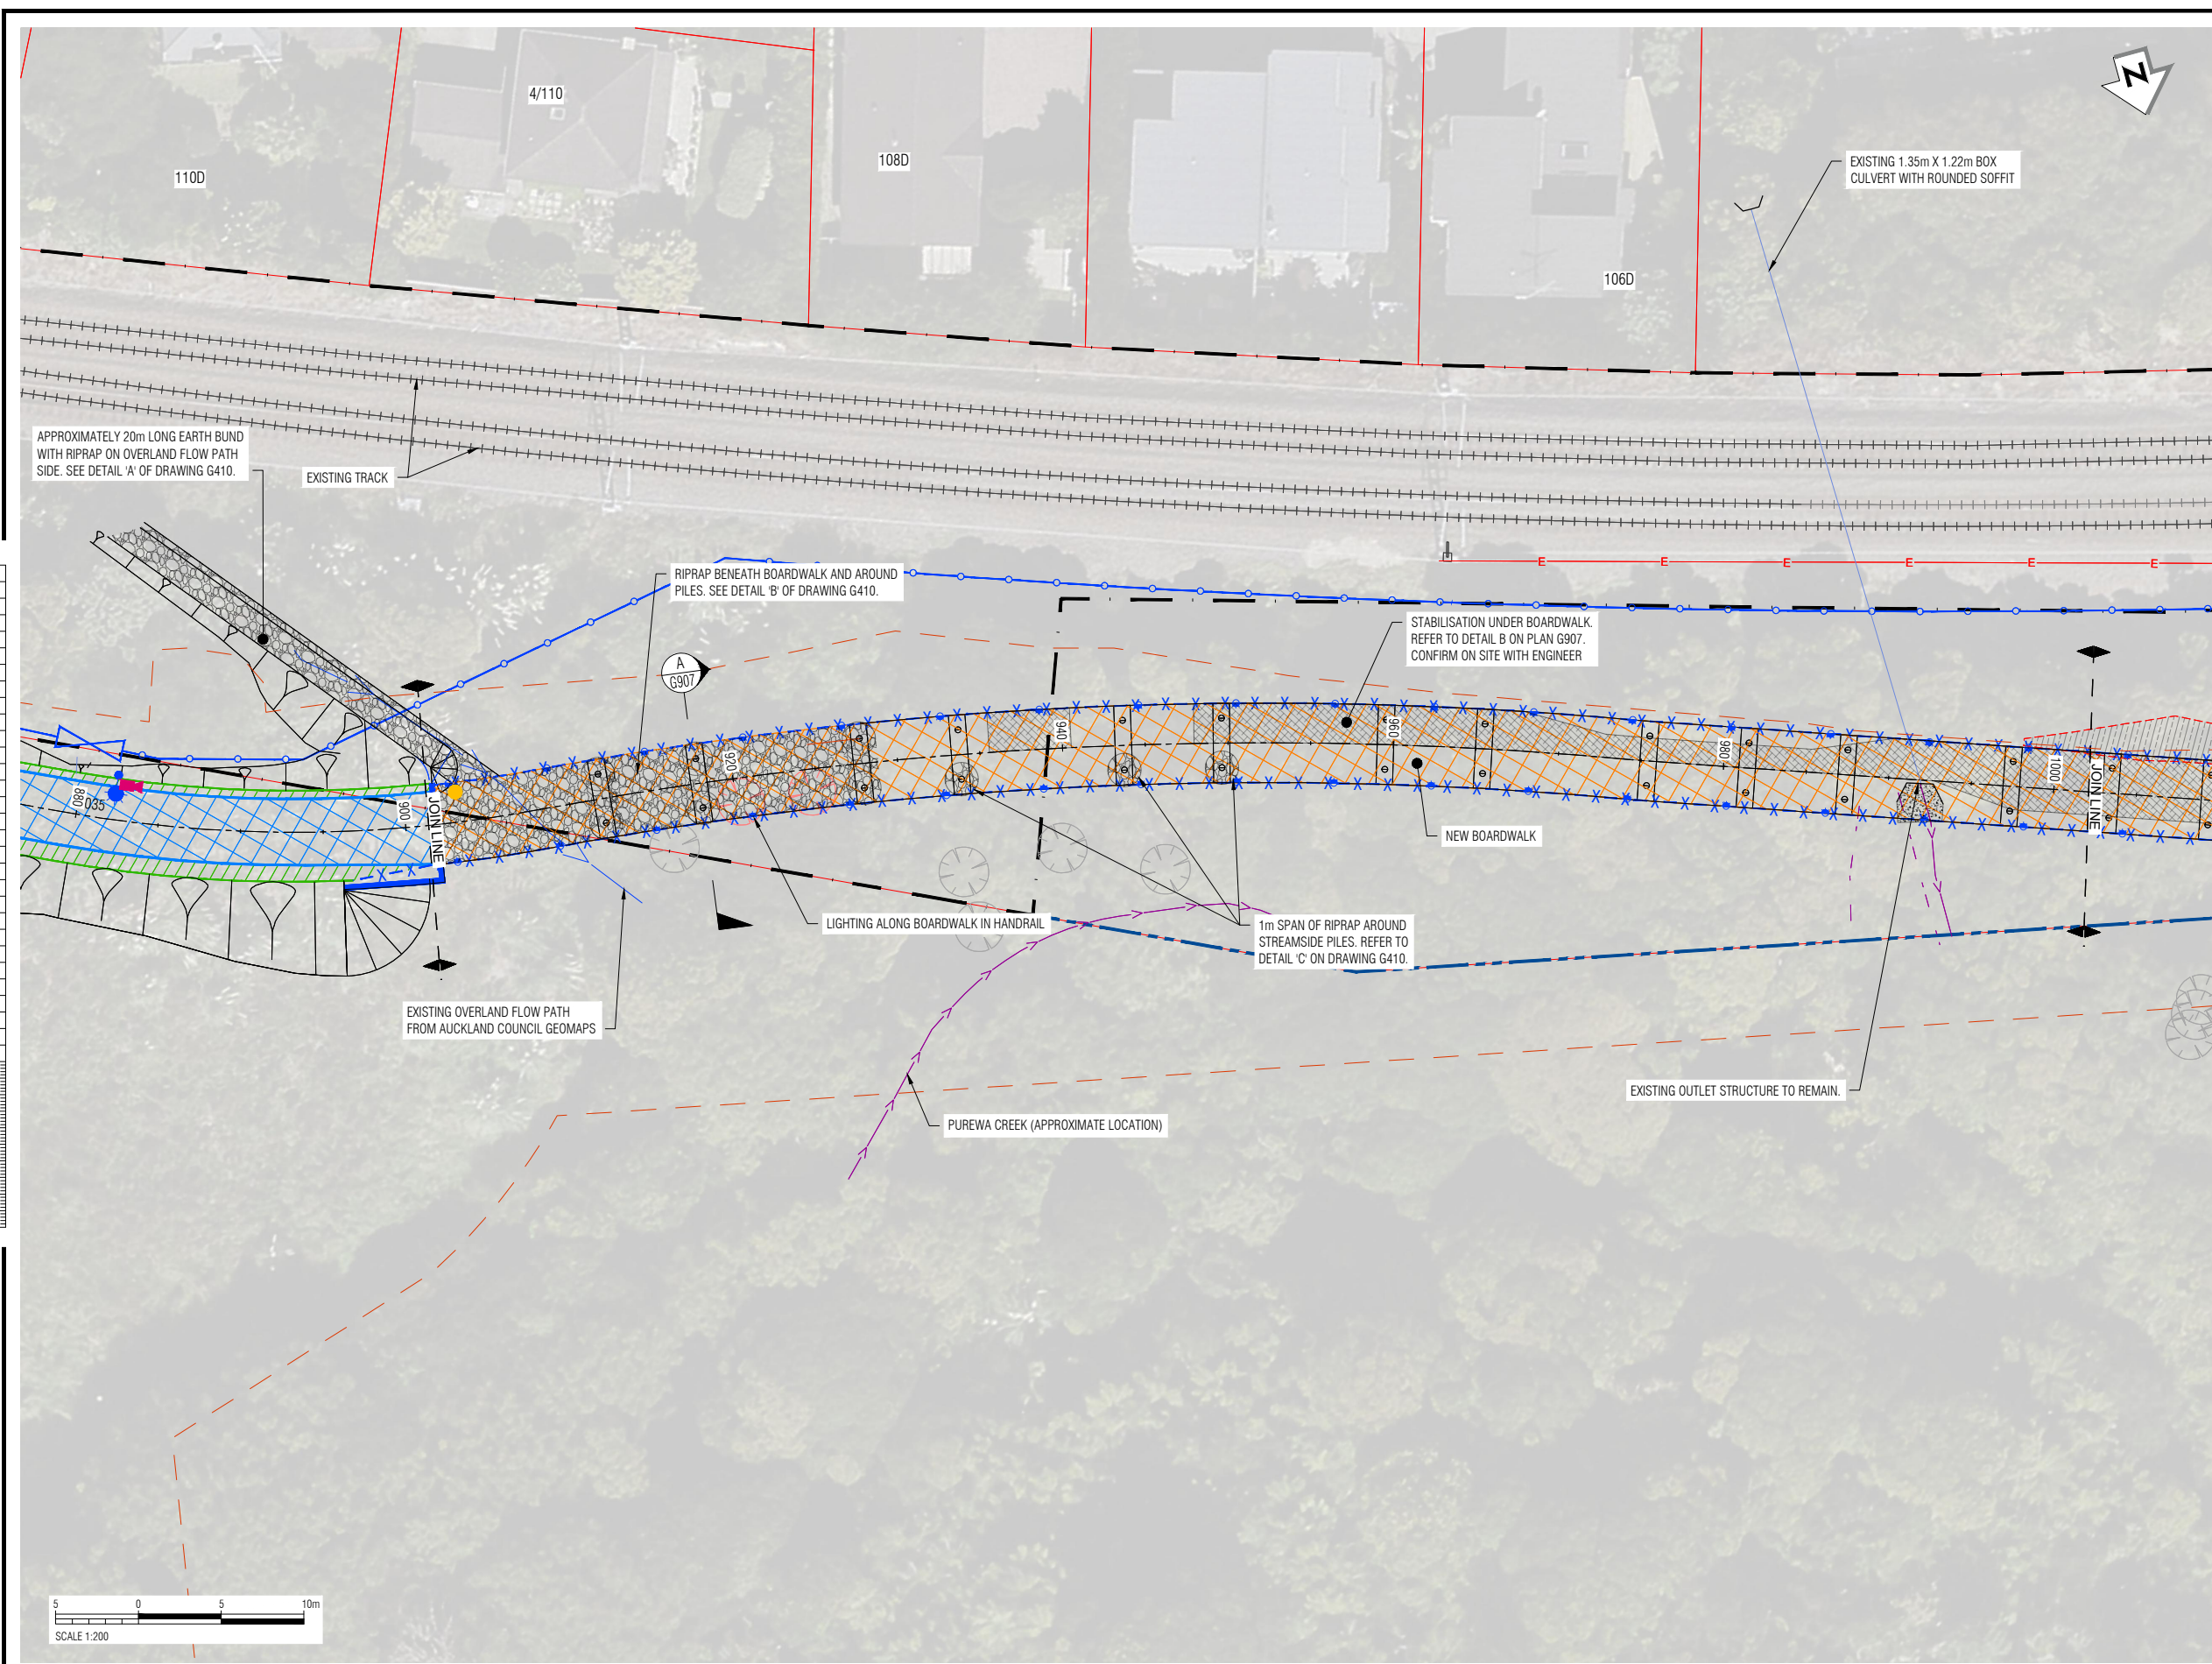 N
4/110
108D
110D
EXISTING 1.35m X 1.22m BOX
CULVERT WITH ROUNDED SOFFIT
106D
APPROXIMATELY 20m LONG EARTH BUND
WITH RIPRAP ON OVERLAND FLOW PATH
SIDE. SEE DETAIL 'A' OF DRAWING G410.
EXISTING TRACK
E E E E E E
RIPRAP BENEATH BOARDWALK AND AROUND
PILES. SEE DETAIL 'B' OF DRAWING G410.
STABILISATION UNDER BOARDWALK.
REFER TO DETAIL B ON PLAN G907.
CONFIRM ON SITE WITH ENGINEER
A
G907
880
035
900
JOIN LINE
920
940
960
980
1000
JOIN LINE
NEW BOARDWALK
LIGHTING ALONG BOARDWALK IN HANDRAIL
1m SPAN OF RIPRAP AROUND
STREAMSIDE PILES. REFER TO
DETAIL 'C' ON DRAWING G410.
EXISTING OVERLAND FLOW PATH
FROM AUCKLAND COUNCIL GEOMAPS
EXISTING OUTLET STRUCTURE TO REMAIN.
PUREWA CREEK (APPROXIMATE LOCATION)
5 0 5 10m
SCALE 1:200